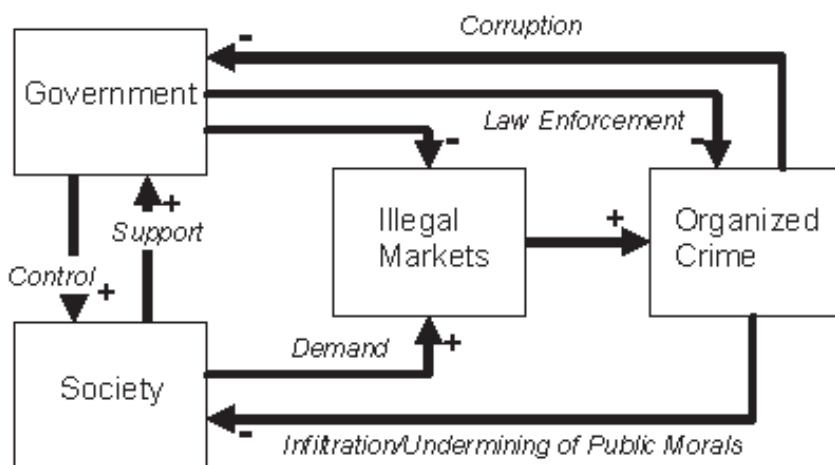 Corruption
-
Government
Law Enforcement
-
-
+
Support
Illegal
Markets
+
Organized
Crime
Control
+
Demand
+
Society
-
Infiltration/Undermining of Public Morals